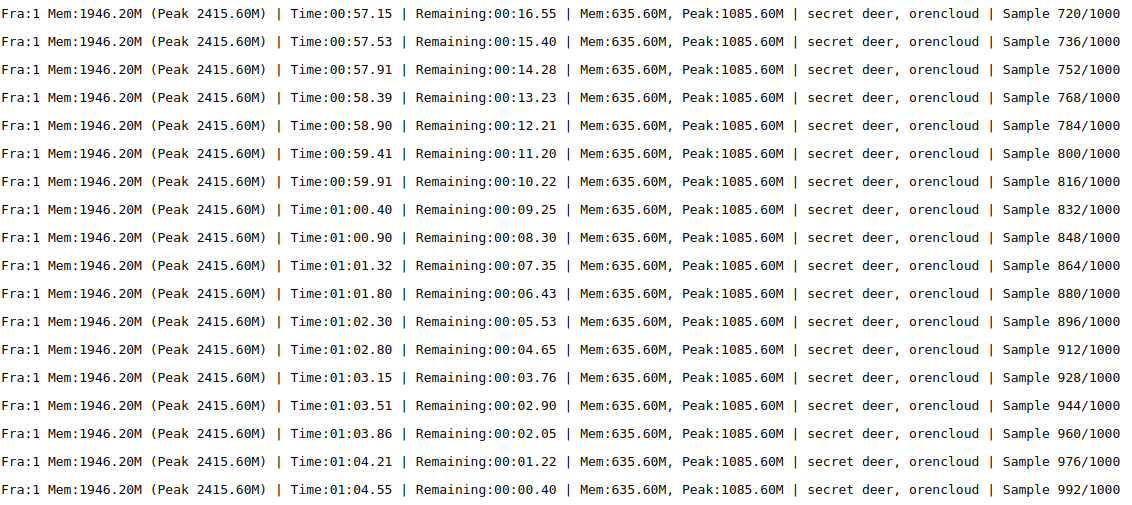 Fra:1 Mem:1946.20M (Peak 2415.60M) | Time:00:57.15 | Remaining:00:16.55 | Mem:635.60M, Peak:1085.60M | secret deer, orencloud | Sample 720/1000
Fra:1 Mem:1946.20M (Peak 2415.60M) | Time:00:57.53 | Remaining:00:15.40 | Mem:635.60M, Peak:1085.60M | secret deer, orencloud | Sample 736/1000
Fra:1 Mem:1946.20M (Peak 2415.60M) | Time:00:57.91 | Remaining:00:14.28 | Mem:635.60M, Peak:1085.60M | secret deer, orencloud | Sample 752/1000
Fra:1 Mem:1946.20M (Peak 2415.60M) | Time:00:58.39 | Remaining:00:13.23 | Mem:635.60M, Peak:1085.60M | secret deer, orencloud | Sample 768/1000
Fra:1 Mem:1946.20M (Peak 2415.60M) | Time:00:58.90 | Remaining:00:12.21 | Mem:635.60M, Peak:1085.60M | secret deer, orencloud | Sample 784/1000
Fra:1 Mem:1946.20M (Peak 2415.60M) | Time:00:59.41 | Remaining:00:11.20 | Mem:635.60M, Peak:1085.60M | secret deer, orencloud | Sample 800/1000
Fra:1 Mem:1946.20M (Peak 2415.60M) | Time:00:59.91 | Remaining:00:10.22 | Mem:635.60M, Peak:1085.60M | secret deer, orencloud | Sample 816/1000
Fra:1 Mem:1946.20M (Peak 2415.60M) | Time:01:00.40 | Remaining:00:09.25 | Mem:635.60M, Peak:1085.60M | secret deer, orencloud | Sample 832/1000
Fra:1 Mem:1946.20M (Peak 2415.60M) | Time:01:00.90 | Remaining:00:08.30 | Mem:635.60M, Peak:1085.60M | secret deer, orencloud | Sample 848/1000
Fra:1 Mem:1946.20M (Peak 2415.60M) | Time:01:01.32 | Remaining:00:07.35 | Mem:635.60M, Peak:1085.60M | secret deer, orencloud | Sample 864/1000
Fra:1 Mem:1946.20M (Peak 2415.60M) | Time:01:01.80 | Remaining:00:06.43 | Mem:635.60M, Peak:1085.60M | secret deer, orencloud | Sample 880/1000
Fra:1 Mem:1946.20M (Peak 2415.60M) | Time:01:02.30 | Remaining:00:05.53 | Mem:635.60M, Peak:1085.60M | secret deer, orencloud | Sample 896/1000
Fra:1 Mem:1946.20M (Peak 2415.60M) | Time:01:02.80 | Remaining:00:04.65 | Mem:635.60M, Peak:1085.60M | secret deer, orencloud | Sample 912/1000
Fra:1 Mem:1946.20M (Peak 2415.60M) | Time:01:03.15 | Remaining:00:03.76 | Mem:635.60M, Peak:1085.60M | secret deer, orencloud | Sample 928/1000
Fra:1 Mem:1946.20M (Peak 2415.60M) | Time:01:03.51 | Remaining:00:02.90 | Mem:635.60M, Peak:1085.60M | secret deer, orencloud | Sample 944/1000
Fra:1 Mem:1946.20M (Peak 2415.60M) | Time:01:03.86 | Remaining:00:02.05 | Mem:635.60M, Peak:1085.60M | secret deer, orencloud | Sample 960/1000
Fra:1 Mem:1946.20M (Peak 2415.60M) | Time:01:04.21 | Remaining:00:01.22 | Mem:635.60M, Peak:1085.60M | secret deer, orencloud | Sample 976/1000
Fra:1 Mem:1946.20M (Peak 2415.60M) | Time:01:04.55 | Remaining:00:00.40 | Mem:635.60M, Peak:1085.60M | secret deer, orencloud | Sample 992/1000